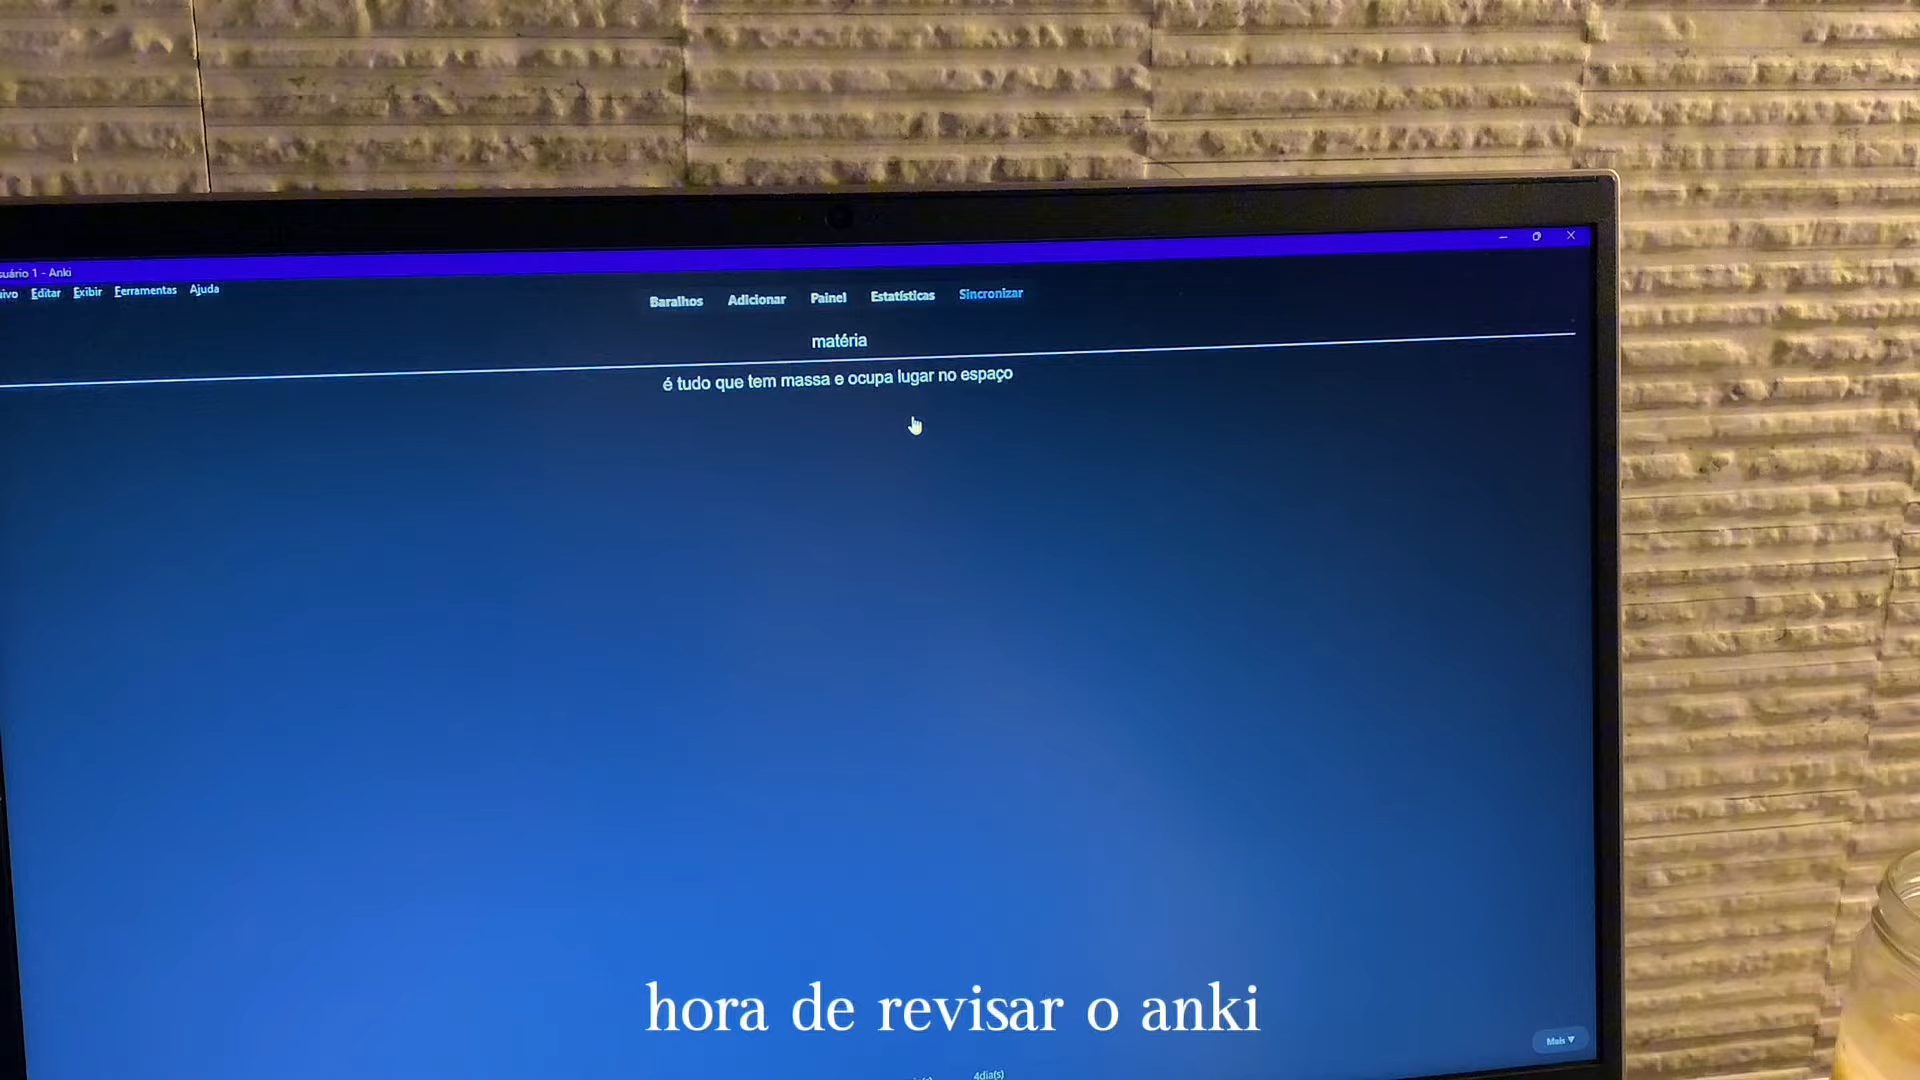 uário 1 - Anki
ivo Editar Exibir Ferramentas Ajuda
Baralhos Adicionar Painel Estatísticas Sincronizar
matéria
é tudo que tem massa e ocupa lugar no espaço
hora de revisar o anki
Mais ▼
4dia(s)